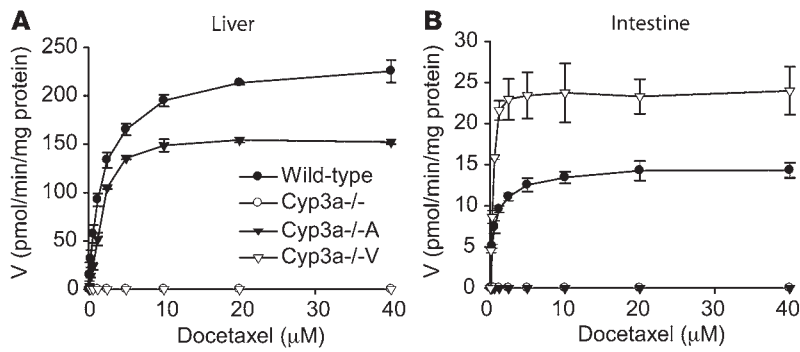 A
Liver
V (pmol/min/mg protein)
250
200
150
100
50
0
Wild-type
Cyp3a-/-
Cyp3a-/-A
Cyp3a-/-V
0 10 20 30 40
Docetaxel (μM)
B
Intestine
V (pmol/min/mg protein)
30
25
20
15
10
5
0
0 10 20 30 40
Docetaxel (μM)